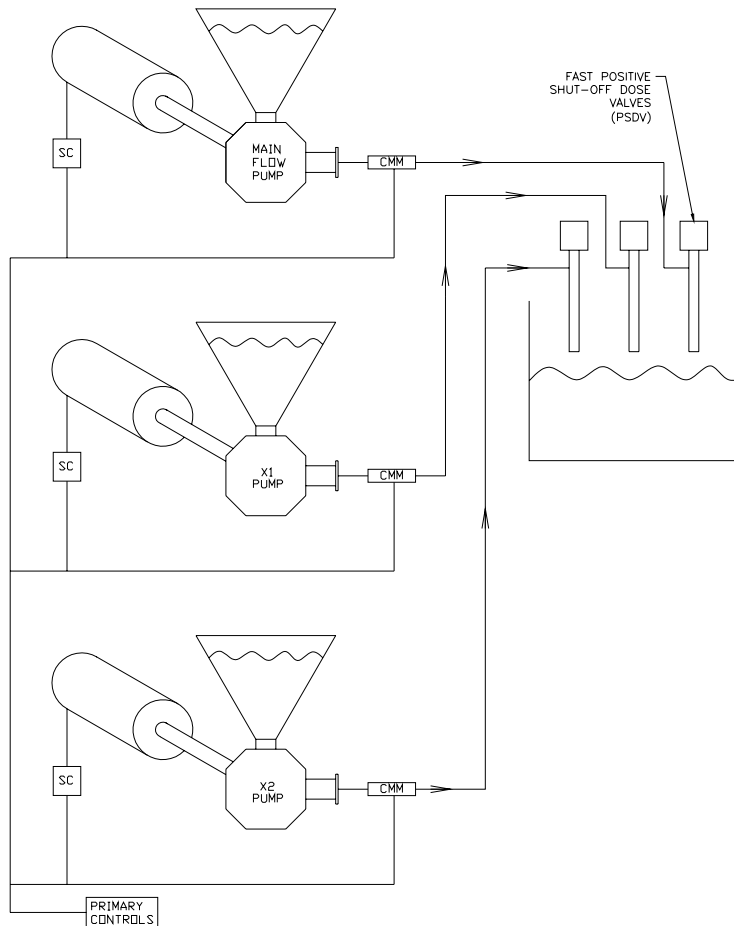 FAST POSITIVE
SHUT-OFF DOSE
VALVES
(PSDV)
SC
MAIN
FLOW
PUMP
CMM
SC
X1
PUMP
CMM
SC
X2
PUMP
CMM
PRIMARY
CONTROLS